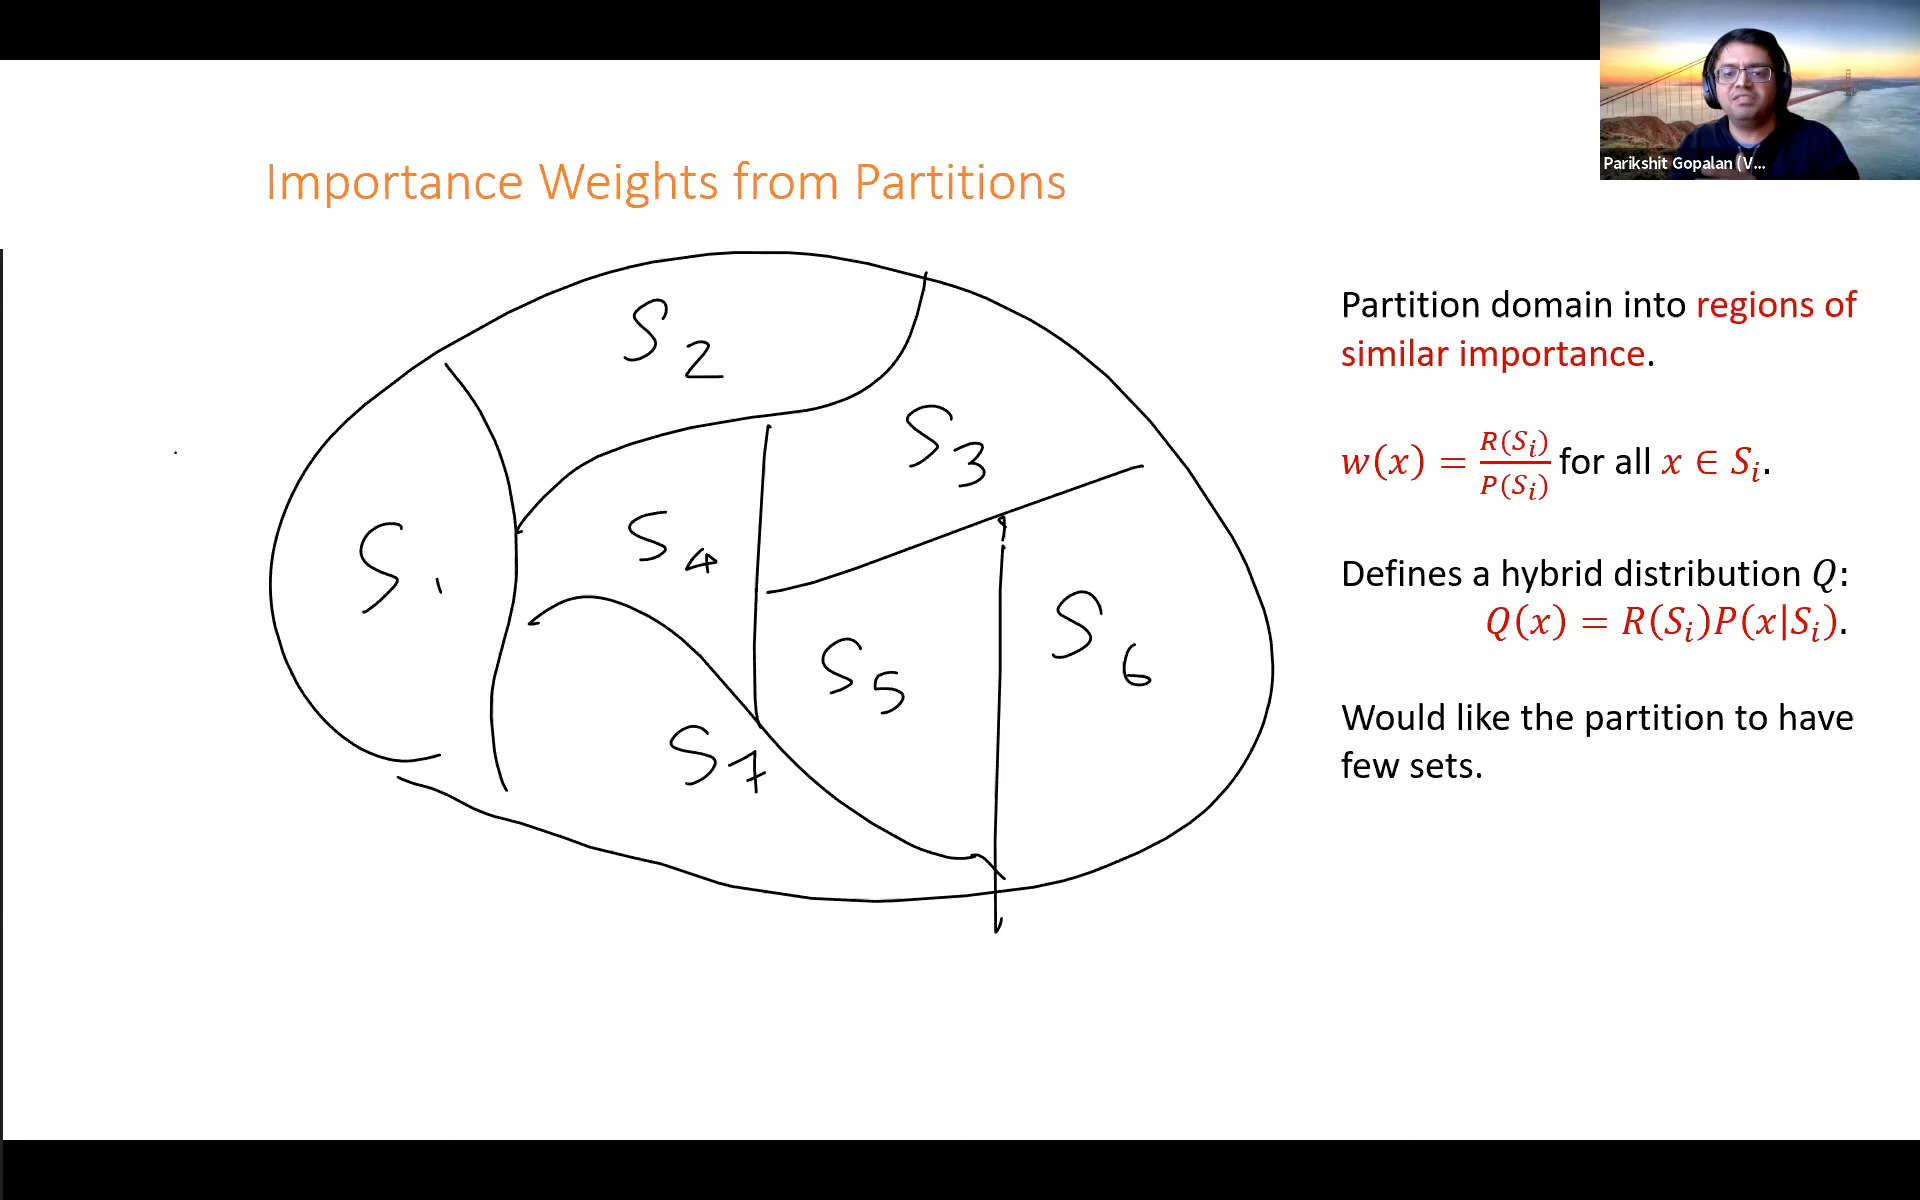 Parikshit Gopalan (V...
Importance Weights from Partitions
S1
S2
S3
S4
S5
S6
S7
Partition domain into regions of
similar importance.
w(x) = R(Sᵢ)/P(Sᵢ) for all x ∈ Sᵢ.
Defines a hybrid distribution Q:
Q(x) = R(Sᵢ)P(x|Sᵢ).
Would like the partition to have
few sets.